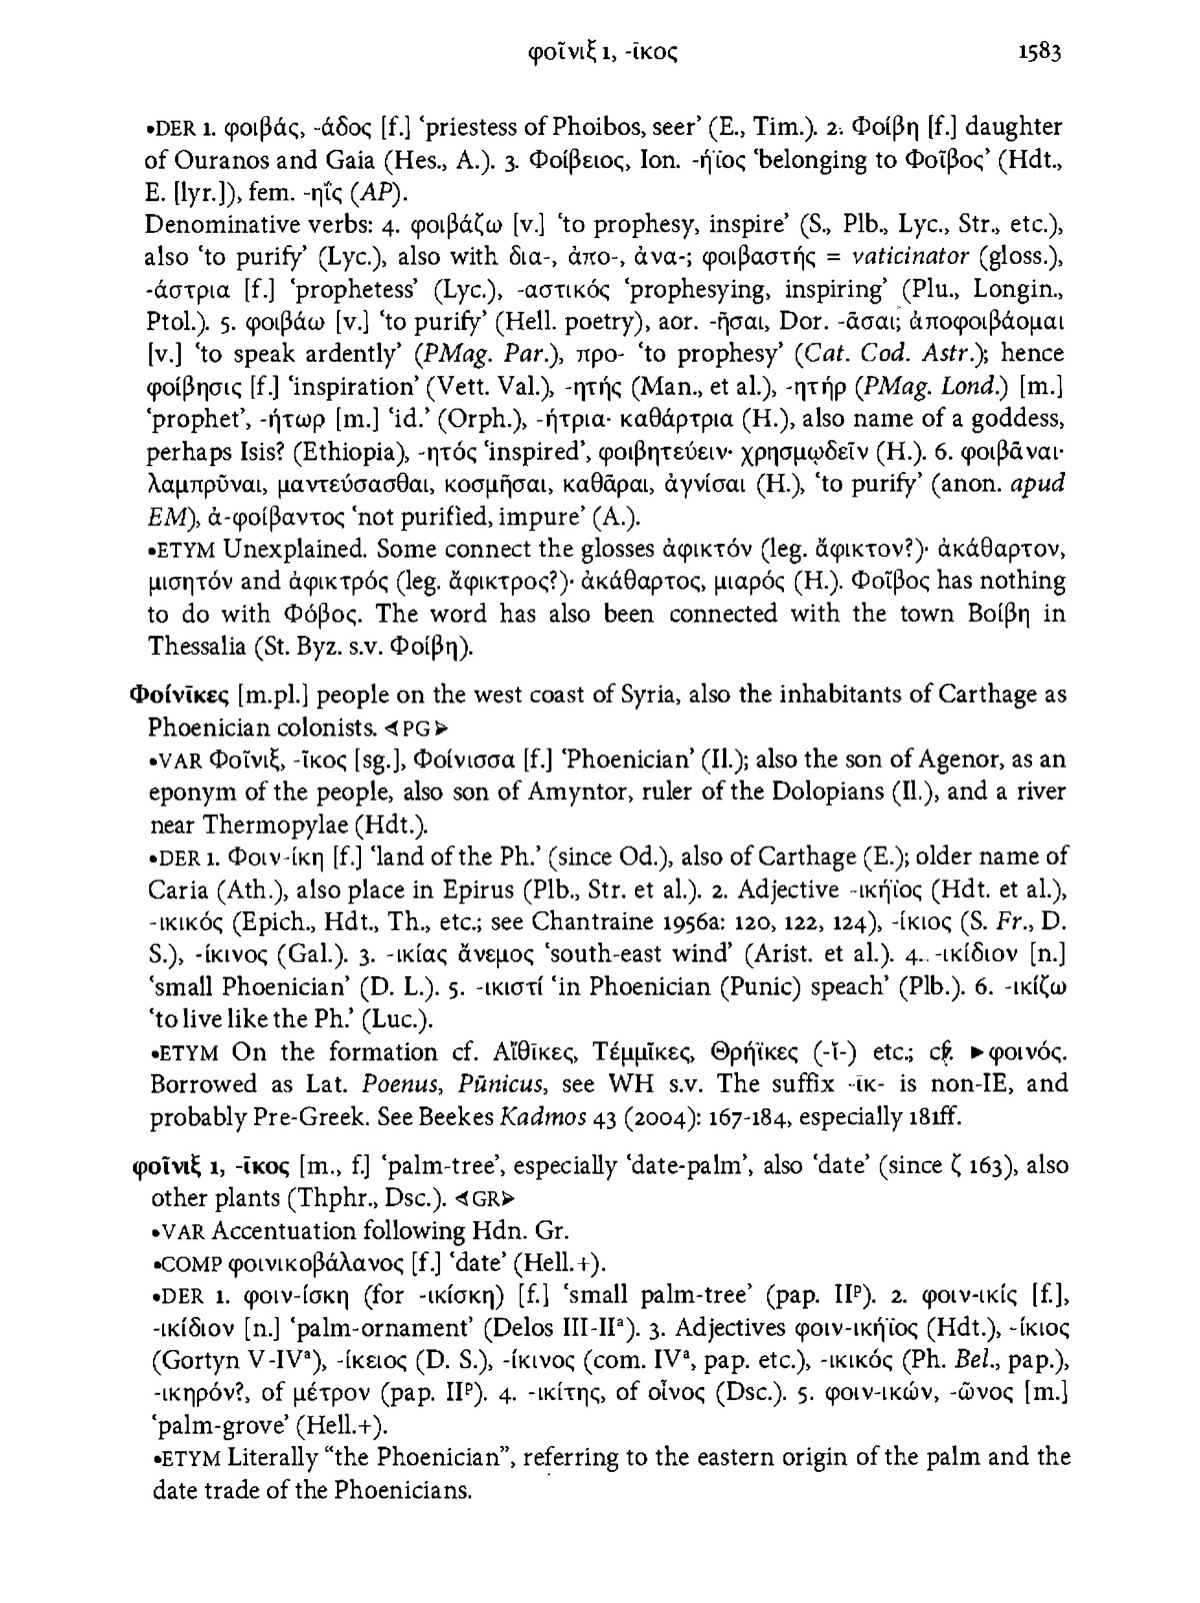 φοῖνιξ 1, -ῑκος 1583
•DER 1. φοιβάς, -άδος [f.] ‘priestess of Phoibos, seer’ (E., Tim.). 2. Φοίβη [f.] daughter
of Ouranos and Gaia (Hes., A.). 3. Φοίβειος, Ion. -ήϊος ‘belonging to Φοῖβος’ (Hdt.,
E. [lyr.]), fem. -ηΐς (AP).
Denominative verbs: 4. φοιβάζω [v.] ‘to prophesy, inspire’ (S., Plb., Lyc., Str., etc.),
also ‘to purify’ (Lyc.), also with δια-, ἀπο-, ἀνα-; φοιβαστής = vaticinator (gloss.),
-άστρια [f.] ‘prophetess’ (Lyc.), -αστικός ‘prophesying, inspiring’ (Plu., Longin.,
Ptol.). 5. φοιβάω [v.] ‘to purify’ (Hell. poetry), aor. -ῆσαι, Dor. -ᾶσαι; ἀποφοιβάομαι
[v.] ‘to speak ardently’ (PMag. Par.), προ- ‘to prophesy’ (Cat. Cod. Astr.); hence
φοίβησις [f.] ‘inspiration’ (Vett. Val.), -ητής (Man., et al.), -ητήρ (PMag. Lond.) [m.]
‘prophet’, -ήτωρ [m.] ‘id.’ (Orph.), -ήτρια· καθάρτρια (H.), also name of a goddess,
perhaps Isis? (Ethiopia), -ητός ‘inspired’, φοιβητεύειν· χρησμῳδεῖν (H.). 6. φοιβᾶναι·
λαμπρῦναι, μαντεύσασθαι, κοσμῆσαι, καθᾶραι, ἁγνίσαι (H.), ‘to purify’ (anon. apud
EM), ἀ-φοίβαντος ‘not purified, impure’ (A.).
•ETYM Unexplained. Some connect the glosses ἀφικτόν (leg. ἄφικτον?)· ἀκάθαρτον,
μισητόν and ἀφικτρός (leg. ἄφικτρος?)· ἀκάθαρτος, μιαρός (H.). Φοῖβος has nothing
to do with Φόβος. The word has also been connected with the town Βοίβη in
Thessalia (St. Byz. s.v. Φοίβη).
Φοίνῑκες [m.pl.] people on the west coast of Syria, also the inhabitants of Carthage as
Phoenician colonists. ⊲PG⊳
•VAR Φοῖνιξ, -ῑκος [sg.], Φοίνισσα [f.] ‘Phoenician’ (Il.); also the son of Agenor, as an
eponym of the people, also son of Amyntor, ruler of the Dolopians (Il.), and a river
near Thermopylae (Hdt.).
•DER 1. Φοιν-ίκη [f.] ‘land of the Ph.’ (since Od.), also of Carthage (E.); older name of
Caria (Ath.), also place in Epirus (Plb., Str. et al.). 2. Adjective -ικήϊος (Hdt. et al.),
-ικικός (Epich., Hdt., Th., etc.; see Chantraine 1956a: 120, 122, 124), -ίκιος (S. Fr., D.
S.), -ίκινος (Gal.). 3. -ικίας ἄνεμος ‘south-east wind’ (Arist. et al.). 4. -ικίδιον [n.]
‘small Phoenician’ (D. L.). 5. -ικιστί ‘in Phoenician (Punic) speach’ (Plb.). 6. -ικίζω
‘to live like the Ph.’ (Luc.).
•ETYM On the formation cf. Αἴθῑκες, Τέμμῑκες, Θρήϊκες (-ῑ-) etc.; cf. ▶φοινός.
Borrowed as Lat. Poenus, Pūnicus, see WH s.v. The suffix -ῑκ- is non-IE, and
probably Pre-Greek. See Beekes Kadmos 43 (2004): 167-184, especially 181ff.
φοῖνιξ 1, -ῑκος [m., f.] ‘palm-tree’, especially ‘date-palm’, also ‘date’ (since ζ 163), also
other plants (Thphr., Dsc.). ⊲GR⊳
•VAR Accentuation following Hdn. Gr.
•COMP φοινικοβάλανος [f.] ‘date’ (Hell.+).
•DER 1. φοιν-ίσκη (for -ικίσκη) [f.] ‘small palm-tree’ (pap. IIᵖ). 2. φοιν-ικίς [f.],
-ικίδιον [n.] ‘palm-ornament’ (Delos III-IIᵃ). 3. Adjectives φοιν-ικήϊος (Hdt.), -ίκιος
(Gortyn V-IVᵃ), -ίκειος (D. S.), -ίκινος (com. IVᵃ, pap. etc.), -ικικός (Ph. Bel., pap.),
-ικηρόν?, of μέτρον (pap. IIᵖ). 4. -ικίτης, of οἶνος (Dsc.). 5. φοιν-ικών, -ῶνος [m.]
‘palm-grove’ (Hell.+).
•ETYM Literally “the Phoenician”, referring to the eastern origin of the palm and the
date trade of the Phoenicians.